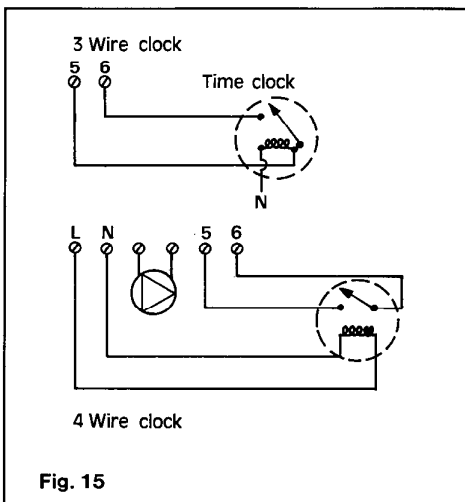 3 Wire clock
5 6
Time clock
N
L N 5 6
4 Wire clock
Fig. 15